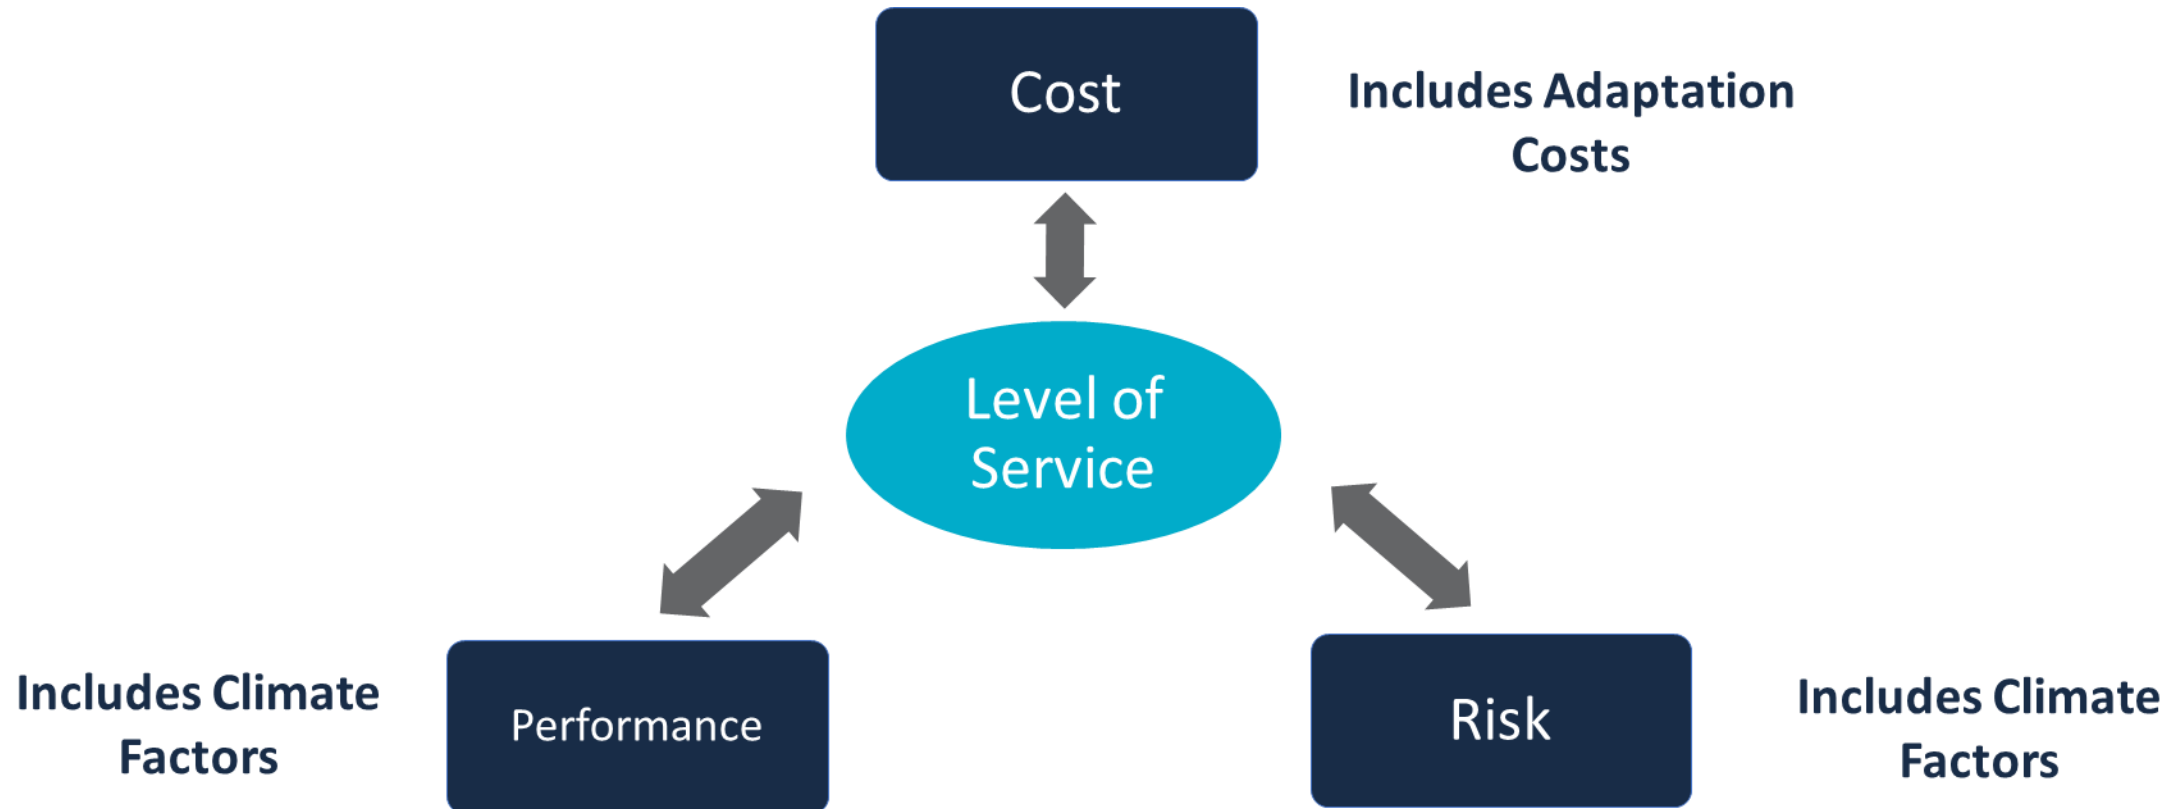 Cost
Includes Adaptation
Costs
Level of
Service
Includes Climate
Factors
Performance
Risk
Includes Climate
Factors